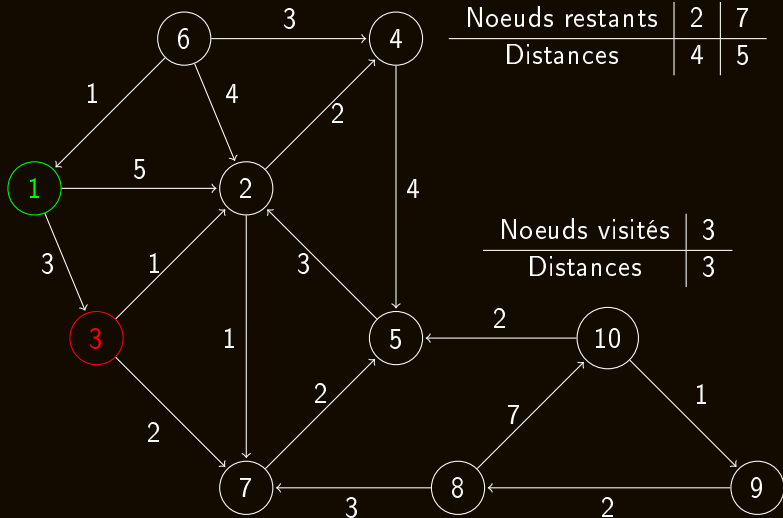 6 3 4
Noeuds restants 2 7
Distances 4 5
1 4
2
1 5 2
4
3 1 3
Noeuds visités 3
Distances 3
3 1 5 2 10
2 2 7 1
7 3 8 2 9